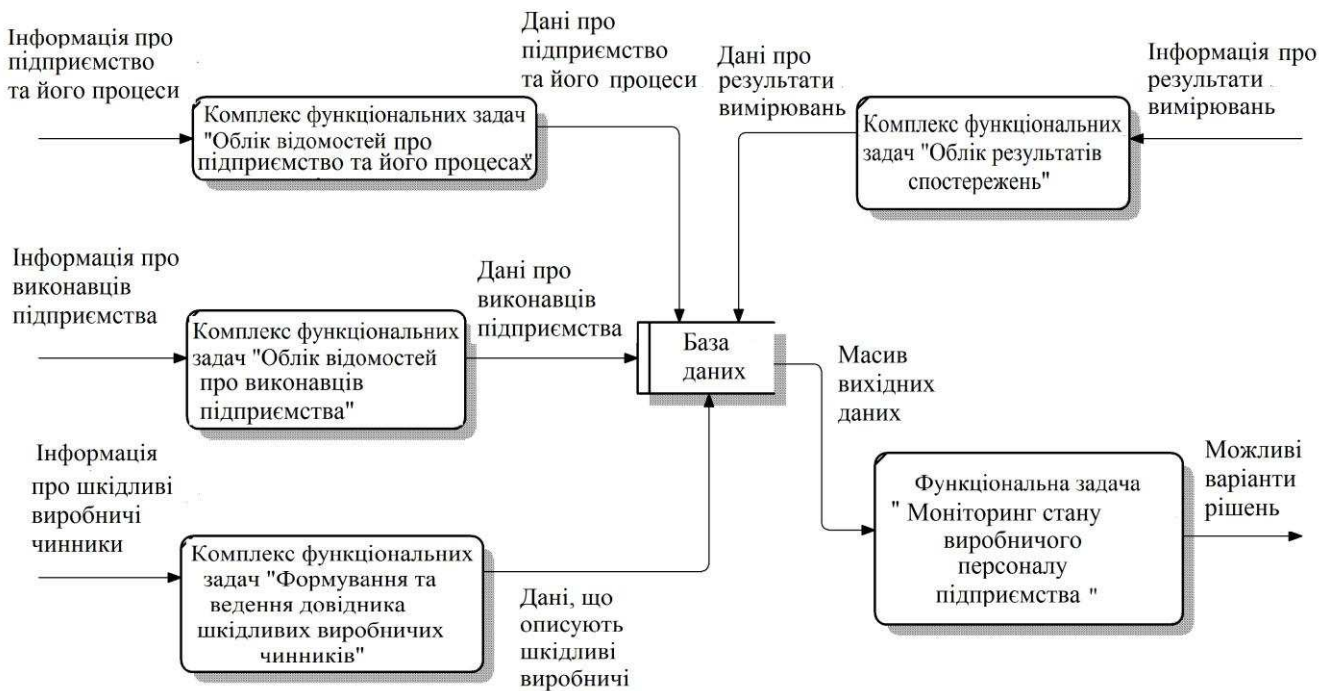 Інформація про
підприємство
та його процеси
Комплекс функціональних задач
"Облік відомостей про
підприємство та його процесах"
Дані про
підприємство
та його процеси
Дані про
результати
вимірювань
Комплекс функціональних
задач "Облік результатів
спостережень"
Інформація про
результати
вимірювань
Інформація про
виконавців
підприємства
Комплекс функціональних
задач "Облік відомостей
про виконавців
підприємства"
Дані про
виконавців
підприємства
База
даних
Масив
вихідних
даних
Інформація
про шкідливі
виробничі
чинники
Комплекс функціональних
задач "Формування та
ведення довідника
шкідливих виробничих
чинників"
Дані, що
описують
шкідливі
виробничі
Функціональна задача
" Моніторинг стану
виробничого
персоналу
підприємства "
Можливі
варіанти
рішень